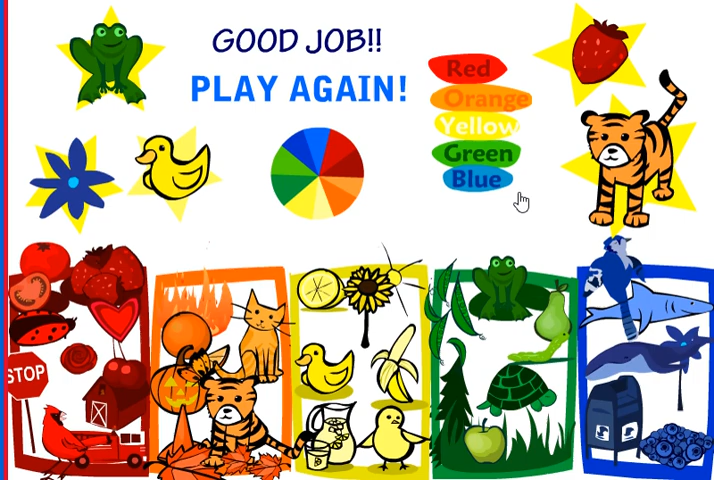 GOOD JOB!!
PLAY AGAIN!
Red
Orange
Yellow
Green
Blue
STOP